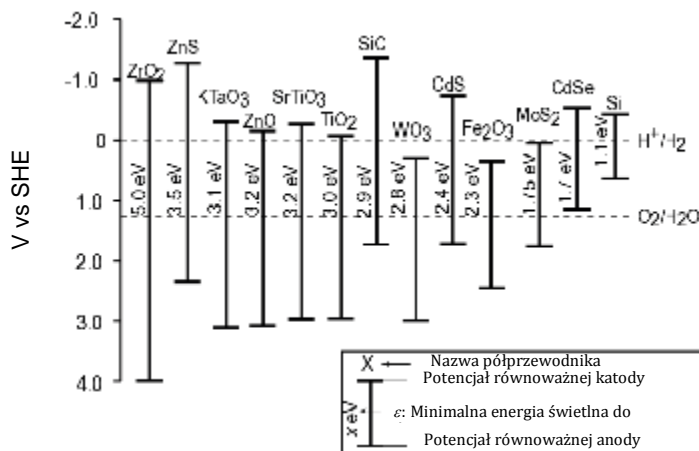 -2.0
-1.0
0
1.0
2.0
3.0
4.0
V vs SHE
ZrO2
5.0 eV
ZnS
3.5 eV
KTaO3
3.1 eV
ZnO
3.2 eV
SrTiO3
3.2 eV
TiO2
3.0 eV
SiC
2.9 eV
WO3
2.8 eV
CdS
2.4 eV
Fe2O3
2.3 eV
MoS2
1.75 eV
CdSe
1.7 eV
Si
1.1 eV
H+/H2
O2/H2O
X
Nazwa półprzewodnika
Potencjał równoważnej katody
x eV
ε: Minimalna energia świetlna do
Potencjał równoważnej anody